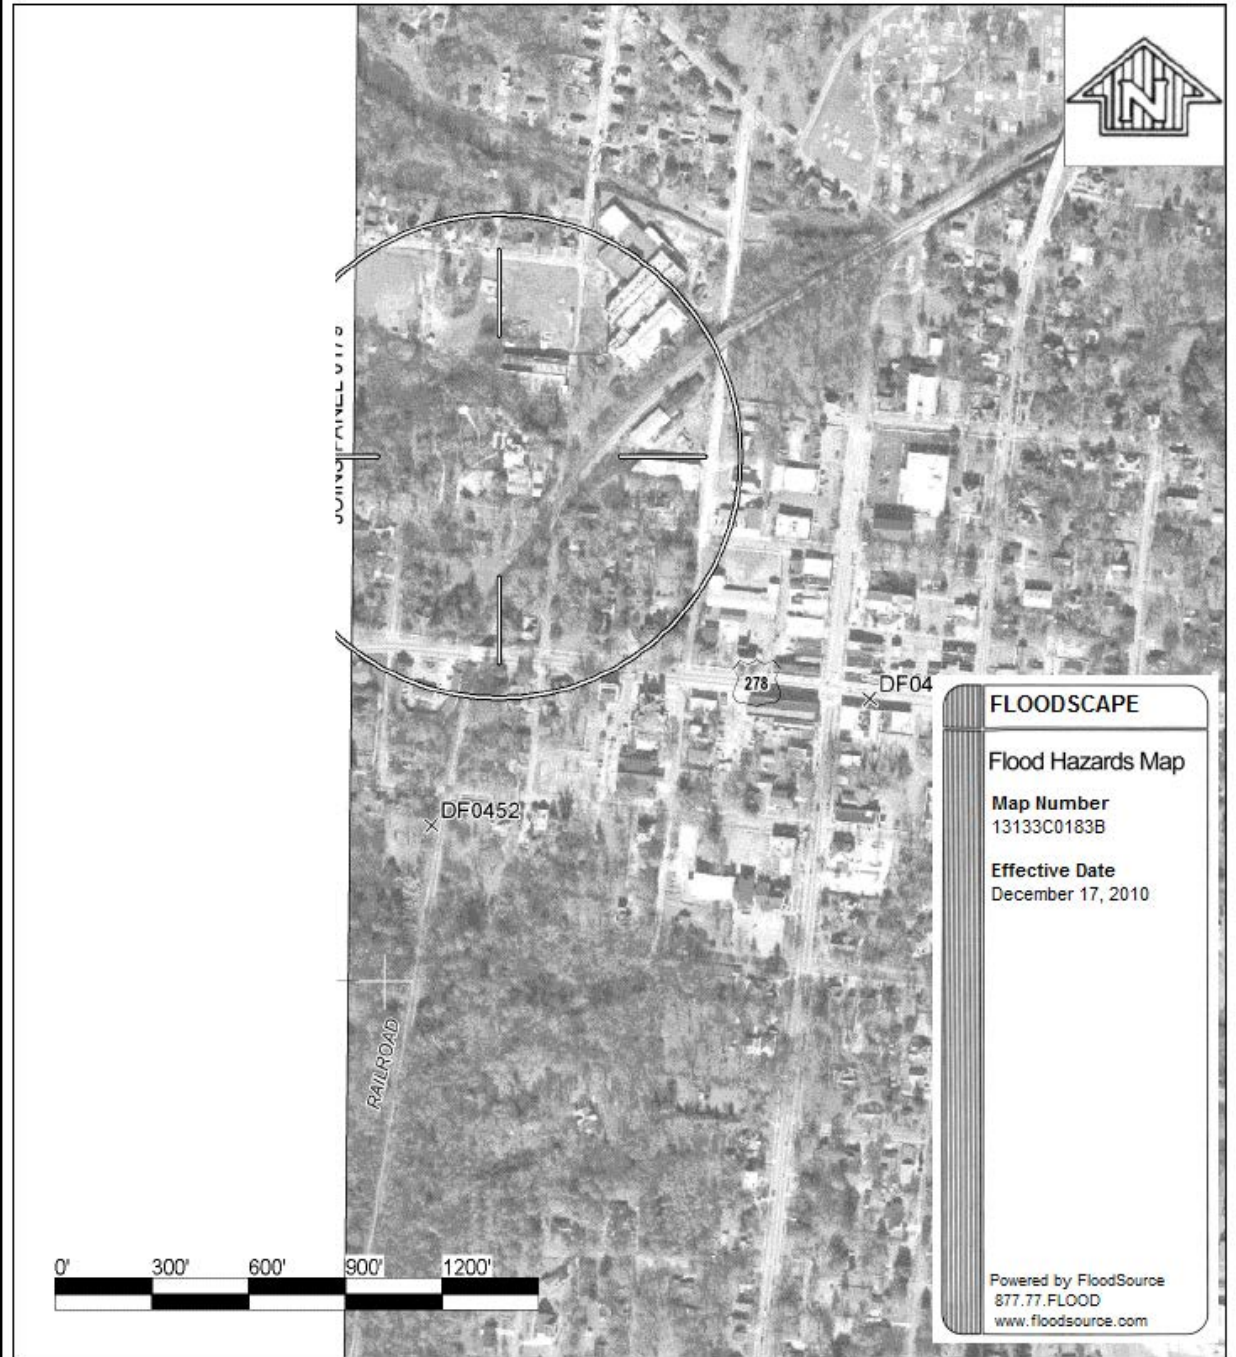 N
278
DF04
DF0452
RAILROAD
0' 300' 600' 900' 1200'
FLOODSCAPE
Flood Hazards Map
Map Number
13133C0183B
Effective Date
December 17, 2010
Powered by FloodSource
877.77.FLOOD
www.floodsource.com